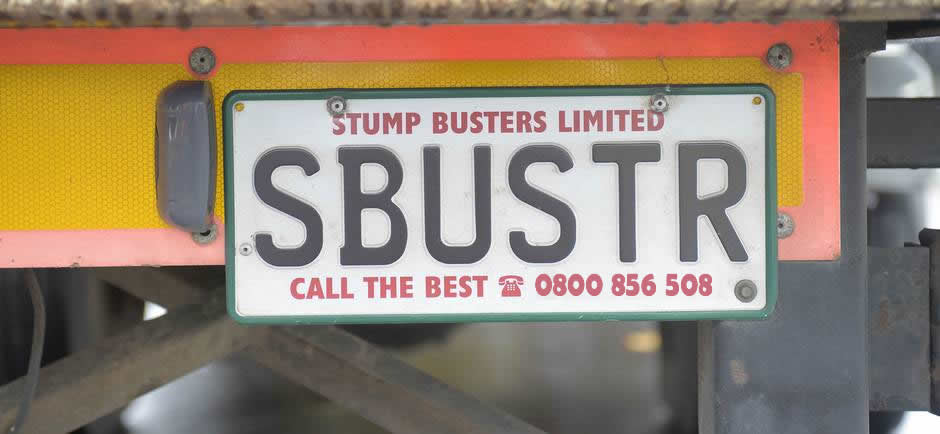 STUMP BUSTERS LIMITED
SBUSTR
CALL THE BEST ☎ 0800 856 508